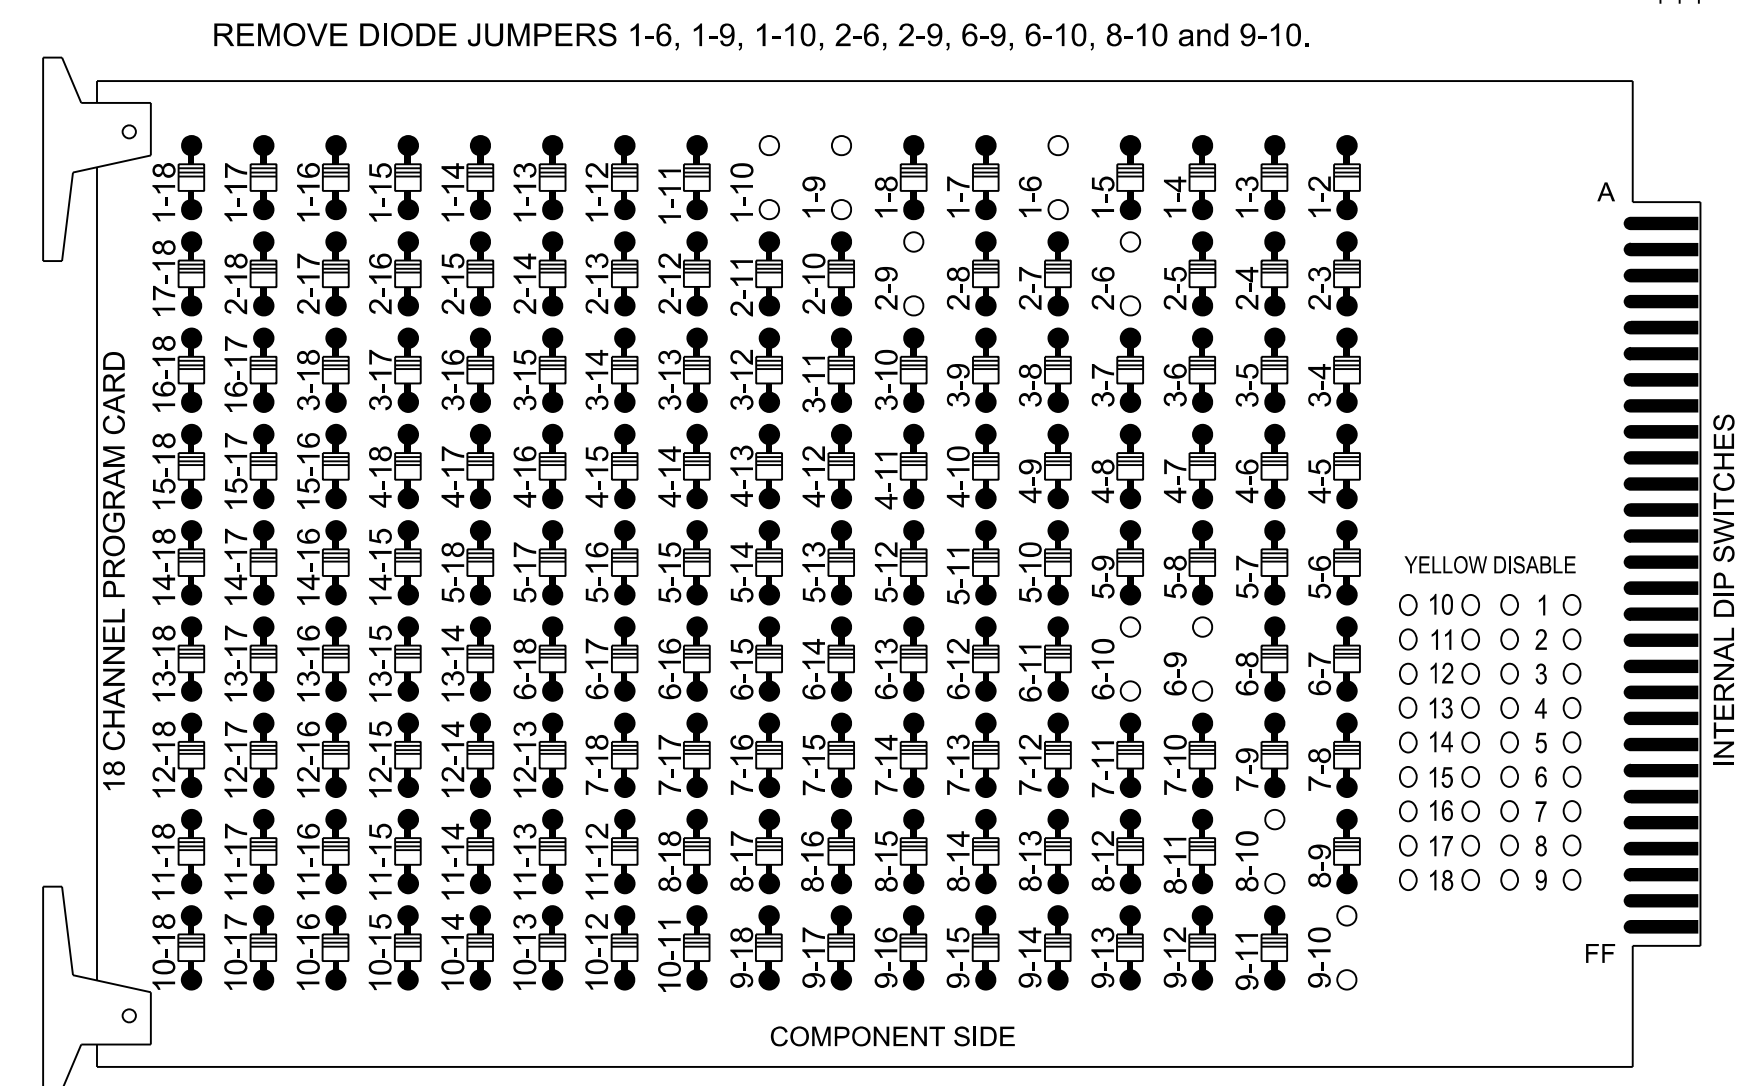 REMOVE DIODE JUMPERS 1-6, 1-9, 1-10, 2-6, 2-9, 6-9, 6-10, 8-10 and 9-10.
1-18 1-17 1-16 1-15 1-14 1-13 1-12 1-11 1-10 1-9 1-8 1-7 1-6 1-5 1-4 1-3 1-2
A
17-18 2-18 2-17 2-16 2-15 2-14 2-13 2-12 2-11 2-10 2-9 2-8 2-7 2-6 2-5 2-4 2-3
16-18 16-17 3-18 3-17 3-16 3-15 3-14 3-13 3-12 3-11 3-10 3-9 3-8 3-7 3-6 3-5 3-4
15-18 15-17 15-16 4-18 4-17 4-16 4-15 4-14 4-13 4-12 4-11 4-10 4-9 4-8 4-7 4-6 4-5
14-18 14-17 14-16 14-15 5-18 5-17 5-16 5-15 5-14 5-13 5-12 5-11 5-10 5-9 5-8 5-7 5-6
13-18 13-17 13-16 13-15 13-14 6-18 6-17 6-16 6-15 6-14 6-13 6-12 6-11 6-10 6-9 6-8 6-7
12-18 12-17 12-16 12-15 12-14 12-13 7-18 7-17 7-16 7-15 7-14 7-13 7-12 7-11 7-10 7-9 7-8
11-18 11-17 11-16 11-15 11-14 11-13 11-12 8-18 8-17 8-16 8-15 8-14 8-13 8-12 8-11 8-10 8-9
10-18 10-17 10-16 10-15 10-14 10-13 10-12 10-11 9-18 9-17 9-16 9-15 9-14 9-13 9-12 9-11 9-10
18 CHANNEL PROGRAM CARD
YELLOW DISABLE
10 1
11 2
12 3
13 4
14 5
15 6
16 7
17 8
18 9
FF
INTERNAL DIP SWITCHES
COMPONENT SIDE